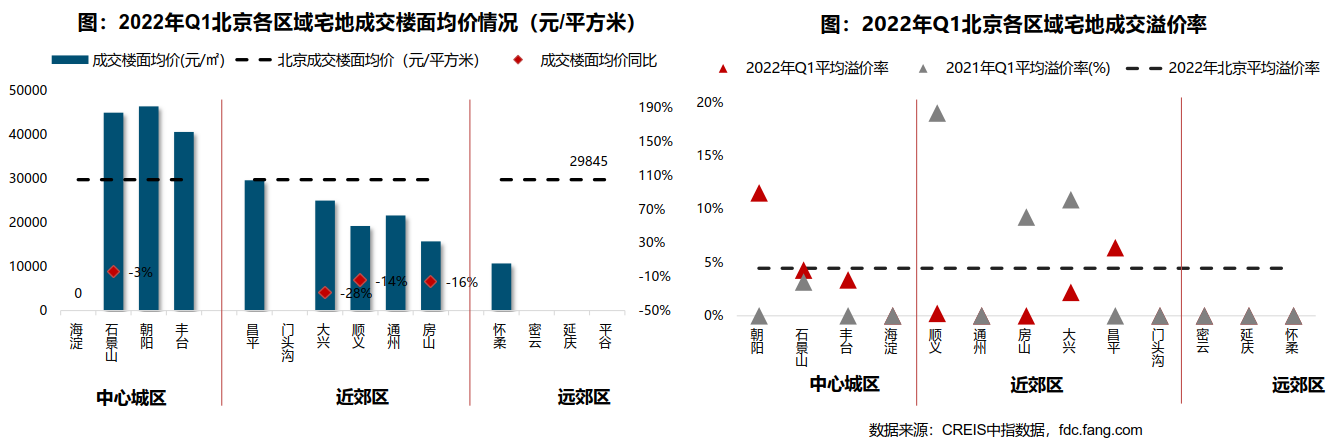 图：2022年Q1北京各区域宅地成交楼面均价情况（元/平方米）
成交楼面均价(元/㎡)
北京成交楼面均价（元/平方米）
成交楼面均价同比
50000
40000
30000
20000
10000
0
190%
150%
110%
70%
30%
-10%
-50%
29845
0
-3%
-28%
-14%
-16%
海淀
石景山
朝阳
丰台
昌平
门头沟
大兴
顺义
通州
房山
怀柔
密云
延庆
平谷
中心城区
近郊区
远郊区
图：2022年Q1北京各区域宅地成交溢价率
2022年Q1平均溢价率
2021年Q1平均溢价率(%)
2022年北京平均溢价率
20%
15%
10%
5%
0%
朝阳
石景山
丰台
海淀
顺义
通州
房山
大兴
昌平
门头沟
密云
延庆
怀柔
中心城区
近郊区
远郊区
数据来源：CREIS中指数据，fdc.fang.com